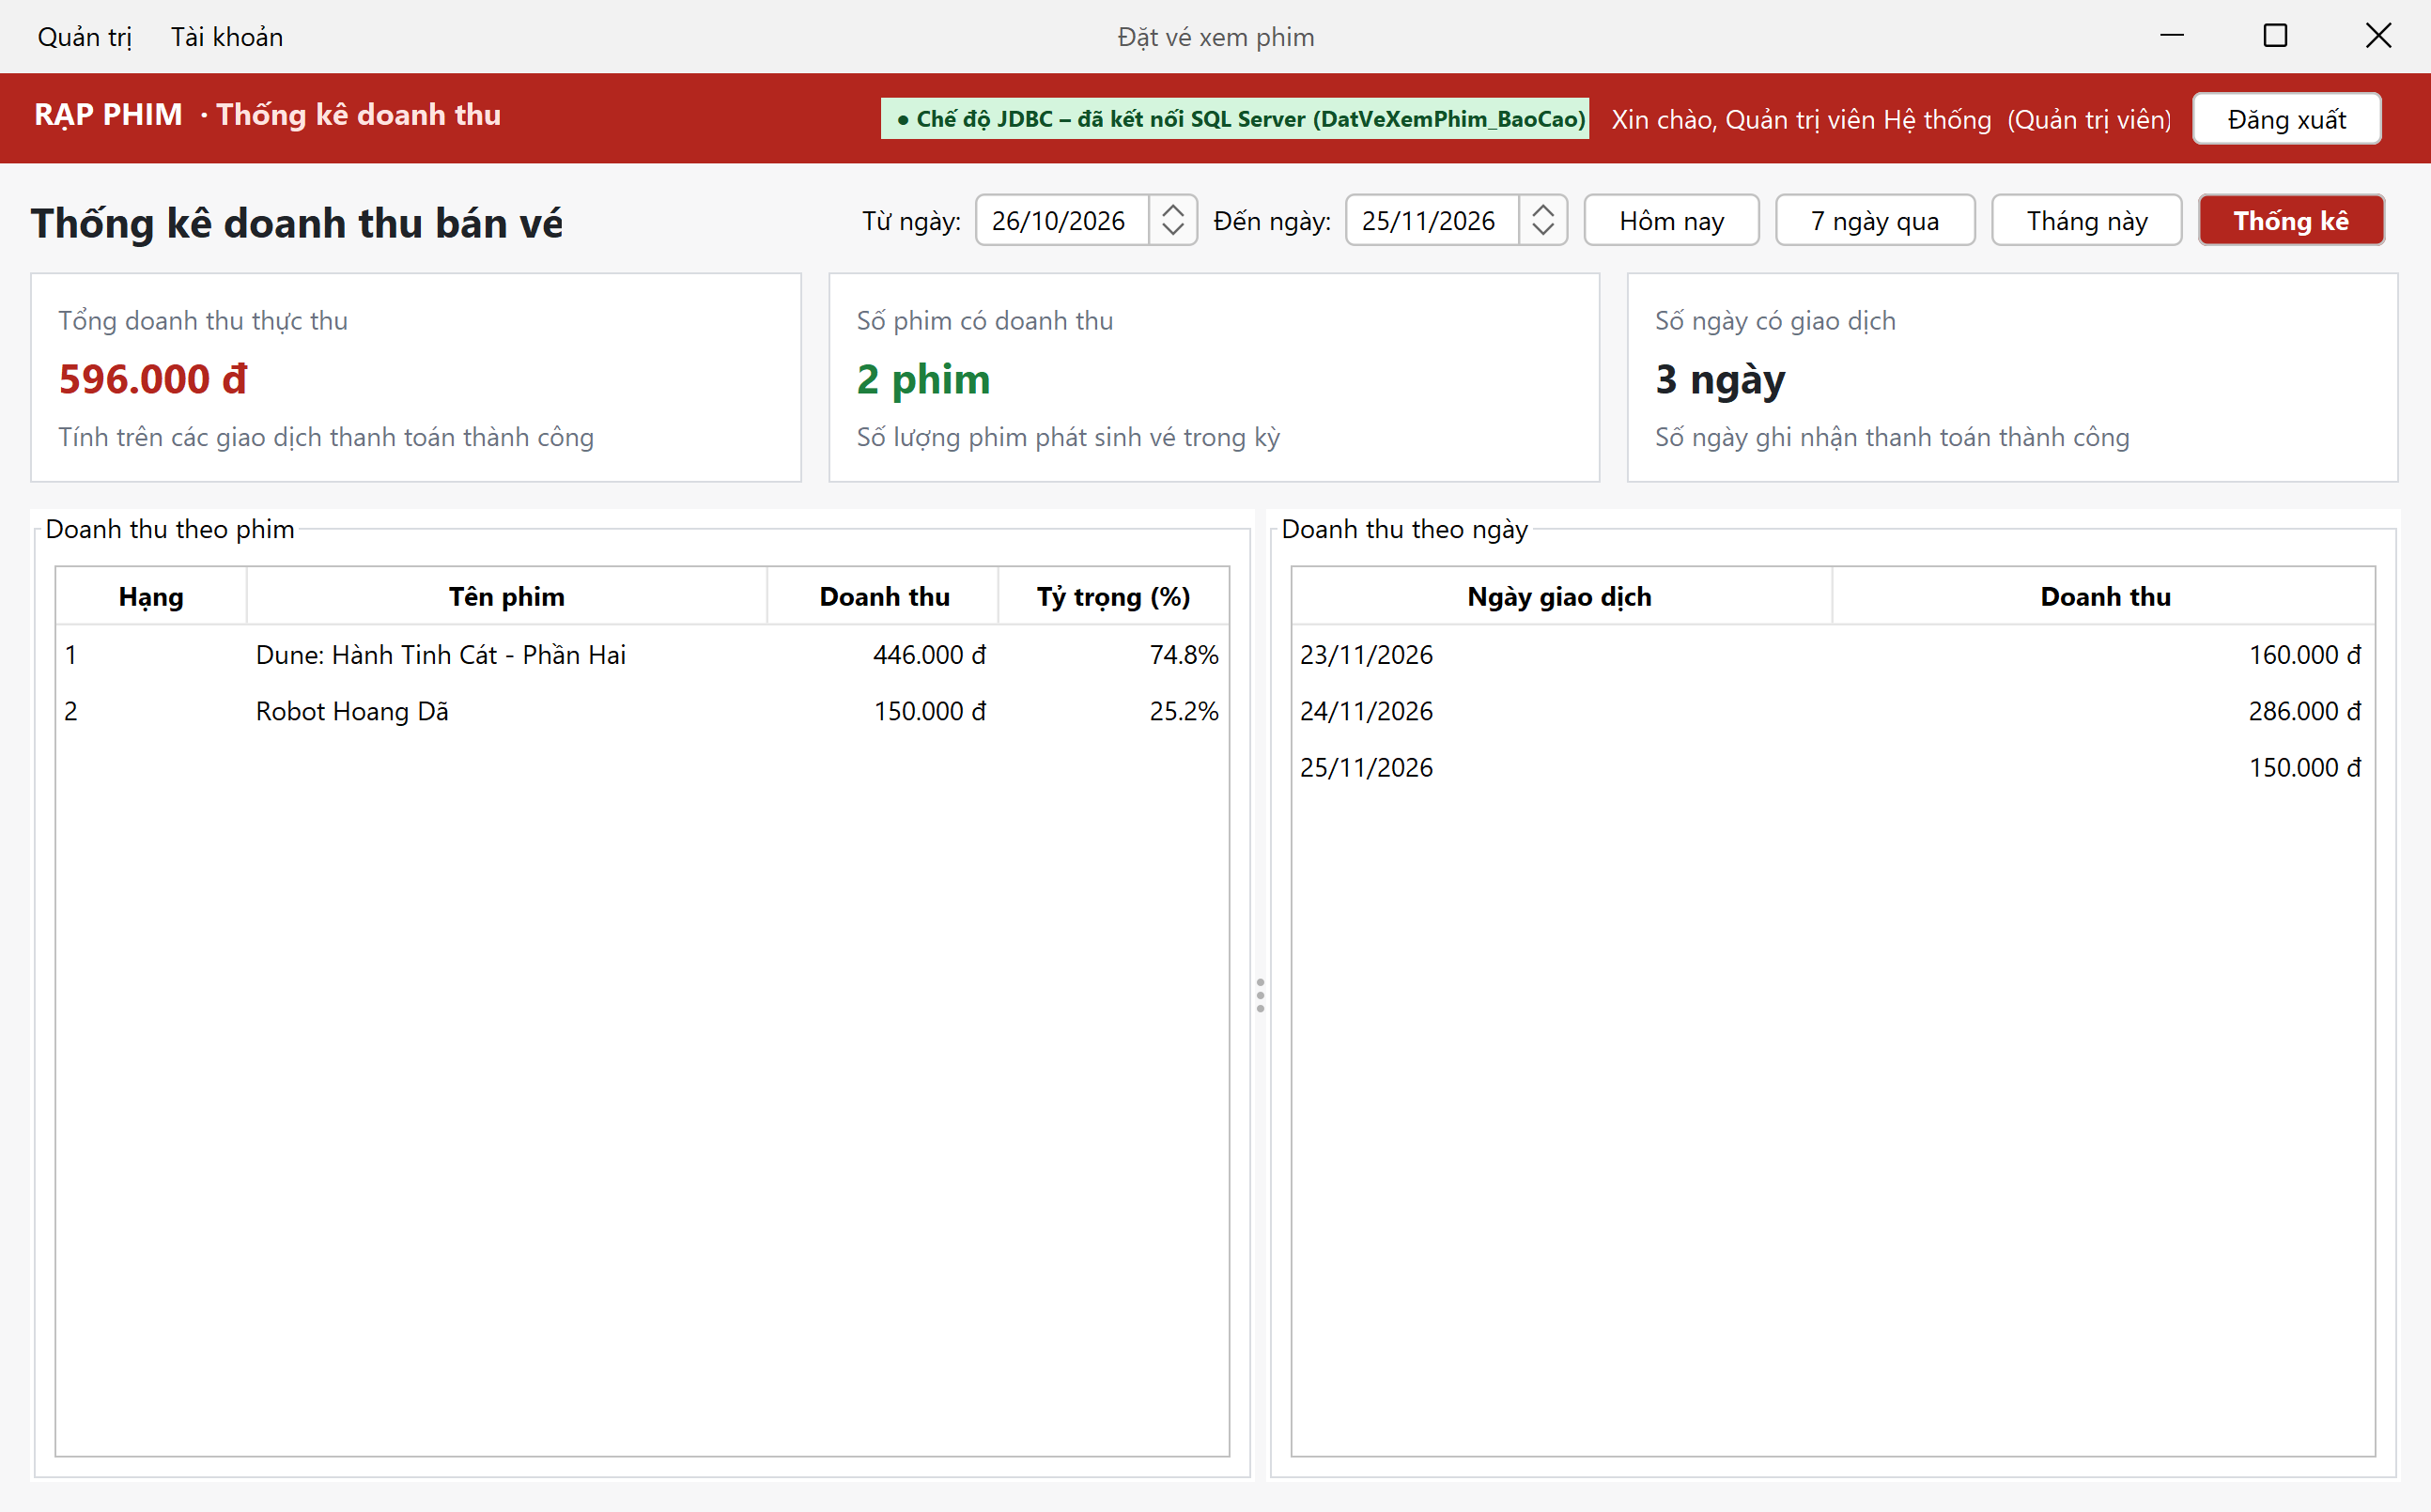 Quản trị Tài khoản Đặt vé xem phim
RẠP PHIM · Thống kê doanh thu ● Chế độ JDBC – đã kết nối SQL Server (DatVeXemPhim_BaoCao) Xin chào, Quản trị viên Hệ thống (Quản trị viên) Đăng xuất
Thống kê doanh thu bán vé Từ ngày: 26/10/2026 Đến ngày: 25/11/2026 Hôm nay 7 ngày qua Tháng này Thống kê
Tổng doanh thu thực thu
596.000 đ
Tính trên các giao dịch thanh toán thành công
Số phim có doanh thu
2 phim
Số lượng phim phát sinh vé trong kỳ
Số ngày có giao dịch
3 ngày
Số ngày ghi nhận thanh toán thành công
Doanh thu theo phim
Hạng Tên phim Doanh thu Tỷ trọng (%)
1 Dune: Hành Tinh Cát - Phần Hai 446.000 đ 74.8%
2 Robot Hoang Dã 150.000 đ 25.2%
Doanh thu theo ngày
Ngày giao dịch Doanh thu
23/11/2026 160.000 đ
24/11/2026 286.000 đ
25/11/2026 150.000 đ